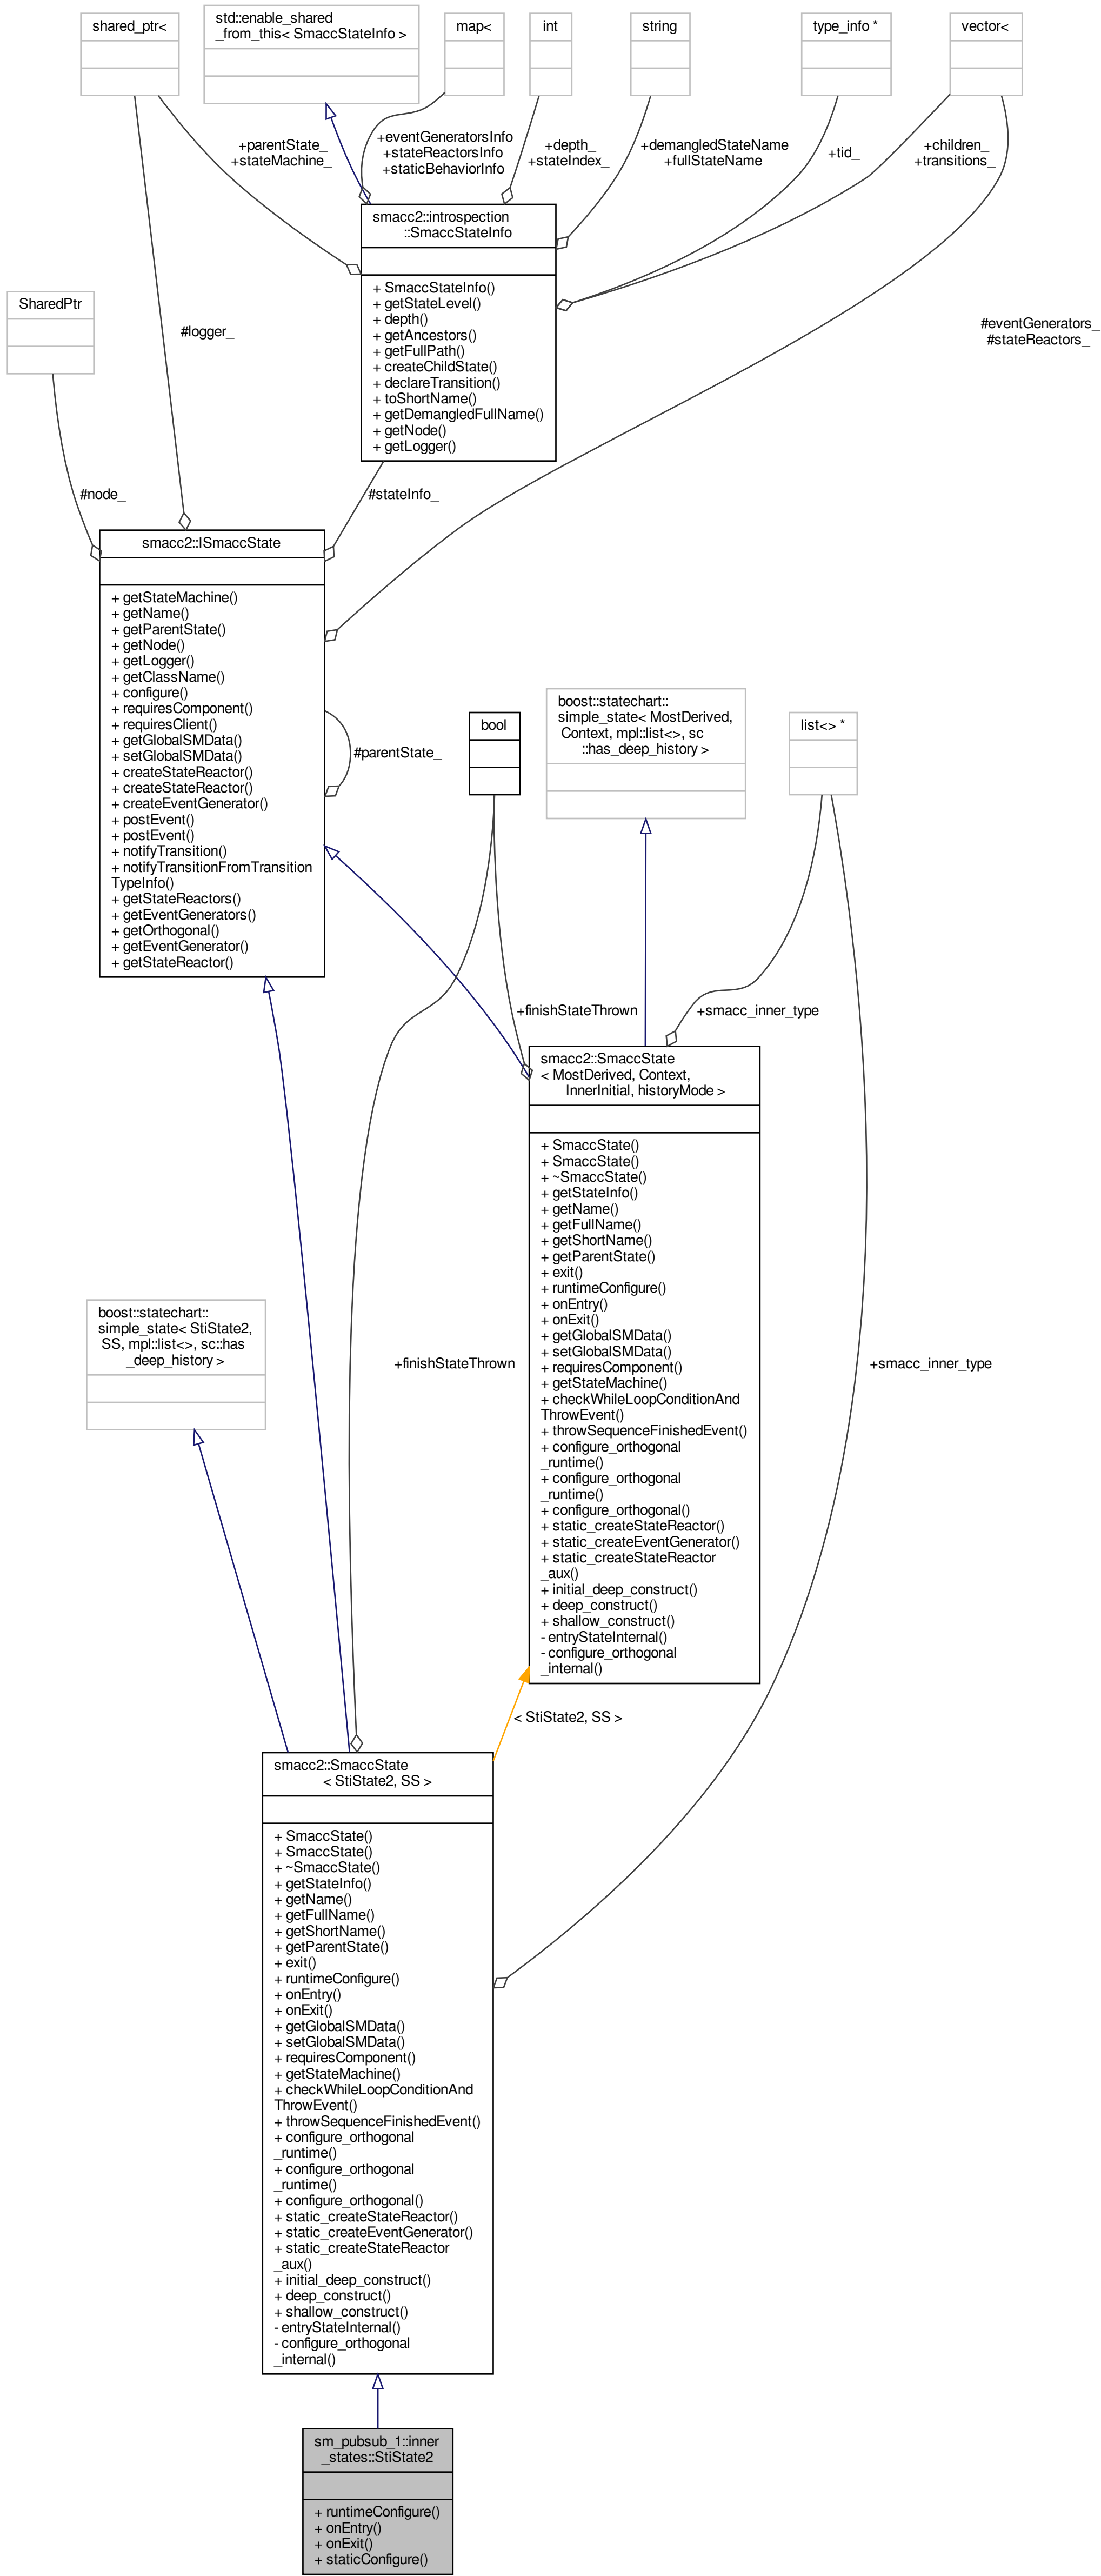 shared_ptr<
std::enable_shared
_from_this< SmaccStateInfo >
map<
int
string
type_info *
vector<
+parentState_
+stateMachine_
+eventGeneratorsInfo
+stateReactorsInfo
+staticBehaviorInfo
+depth_
+stateIndex_
+demangledStateName
+fullStateName
+tid_
+children_
+transitions_
smacc2::introspection
::SmaccStateInfo
+ SmaccStateInfo()
+ getStateLevel()
+ depth()
+ getAncestors()
+ getFullPath()
+ createChildState()
+ declareTransition()
+ toShortName()
+ getDemangledFullName()
+ getNode()
+ getLogger()
SharedPtr
#logger_
#eventGenerators_
#stateReactors_
#node_
#stateInfo_
smacc2::ISmaccState
+ getStateMachine()
+ getName()
+ getParentState()
+ getNode()
+ getLogger()
+ getClassName()
+ configure()
+ requiresComponent()
+ requiresClient()
+ getGlobalSMData()
+ setGlobalSMData()
+ createStateReactor()
+ createStateReactor()
+ createEventGenerator()
+ postEvent()
+ postEvent()
+ notifyTransition()
+ notifyTransitionFromTransition
TypeInfo()
+ getStateReactors()
+ getEventGenerators()
+ getOrthogonal()
+ getEventGenerator()
+ getStateReactor()
#parentState_
bool
boost::statechart::
simple_state< MostDerived,
Context, mpl::list<>, sc
::has_deep_history >
list<> *
+finishStateThrown
+smacc_inner_type
smacc2::SmaccState
< MostDerived, Context,
InnerInitial, historyMode >
+ SmaccState()
+ SmaccState()
+ ~SmaccState()
+ getStateInfo()
+ getName()
+ getFullName()
+ getShortName()
+ getParentState()
+ exit()
+ runtimeConfigure()
+ onEntry()
+ onExit()
+ getGlobalSMData()
+ setGlobalSMData()
+ requiresComponent()
+ getStateMachine()
+ checkWhileLoopConditionAnd
ThrowEvent()
+ throwSequenceFinishedEvent()
+ configure_orthogonal
_runtime()
+ configure_orthogonal
_runtime()
+ configure_orthogonal()
+ static_createStateReactor()
+ static_createEventGenerator()
+ static_createStateReactor
_aux()
+ initial_deep_construct()
+ deep_construct()
+ shallow_construct()
- entryStateInternal()
- configure_orthogonal
_internal()
boost::statechart::
simple_state< StiState2,
SS, mpl::list<>, sc::has
_deep_history >
+finishStateThrown
+smacc_inner_type
< StiState2, SS >
smacc2::SmaccState
< StiState2, SS >
+ SmaccState()
+ SmaccState()
+ ~SmaccState()
+ getStateInfo()
+ getName()
+ getFullName()
+ getShortName()
+ getParentState()
+ exit()
+ runtimeConfigure()
+ onEntry()
+ onExit()
+ getGlobalSMData()
+ setGlobalSMData()
+ requiresComponent()
+ getStateMachine()
+ checkWhileLoopConditionAnd
ThrowEvent()
+ throwSequenceFinishedEvent()
+ configure_orthogonal
_runtime()
+ configure_orthogonal
_runtime()
+ configure_orthogonal()
+ static_createStateReactor()
+ static_createEventGenerator()
+ static_createStateReactor
_aux()
+ initial_deep_construct()
+ deep_construct()
+ shallow_construct()
- entryStateInternal()
- configure_orthogonal
_internal()
sm_pubsub_1::inner
_states::StiState2
+ runtimeConfigure()
+ onEntry()
+ onExit()
+ staticConfigure()